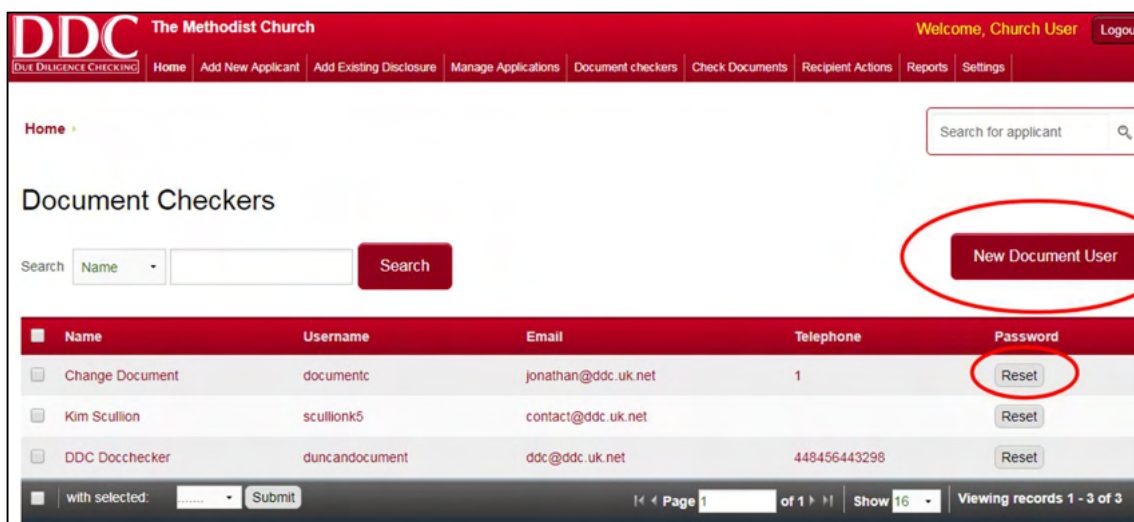 DDC The Methodist Church Welcome, Church User Logou
DUE DILIGENCE CHECKING Home Add New Applicant Add Existing Disclosure Manage Applications Document checkers Check Documents Recipient Actions Reports Settings
Home
Search for applicant
Document Checkers
Search Name Search New Document User
Name Username Email Telephone Password
Change Document documentc jonathan@ddc.uk.net 1 Reset
Kim Scullion scullionk5 contact@ddc.uk.net Reset
DDC Docchecker duncandocument ddc@ddc.uk.net 448456443298 Reset
with selected: ....... Submit Page 1 of 1 Show 16 Viewing records 1 - 3 of 3